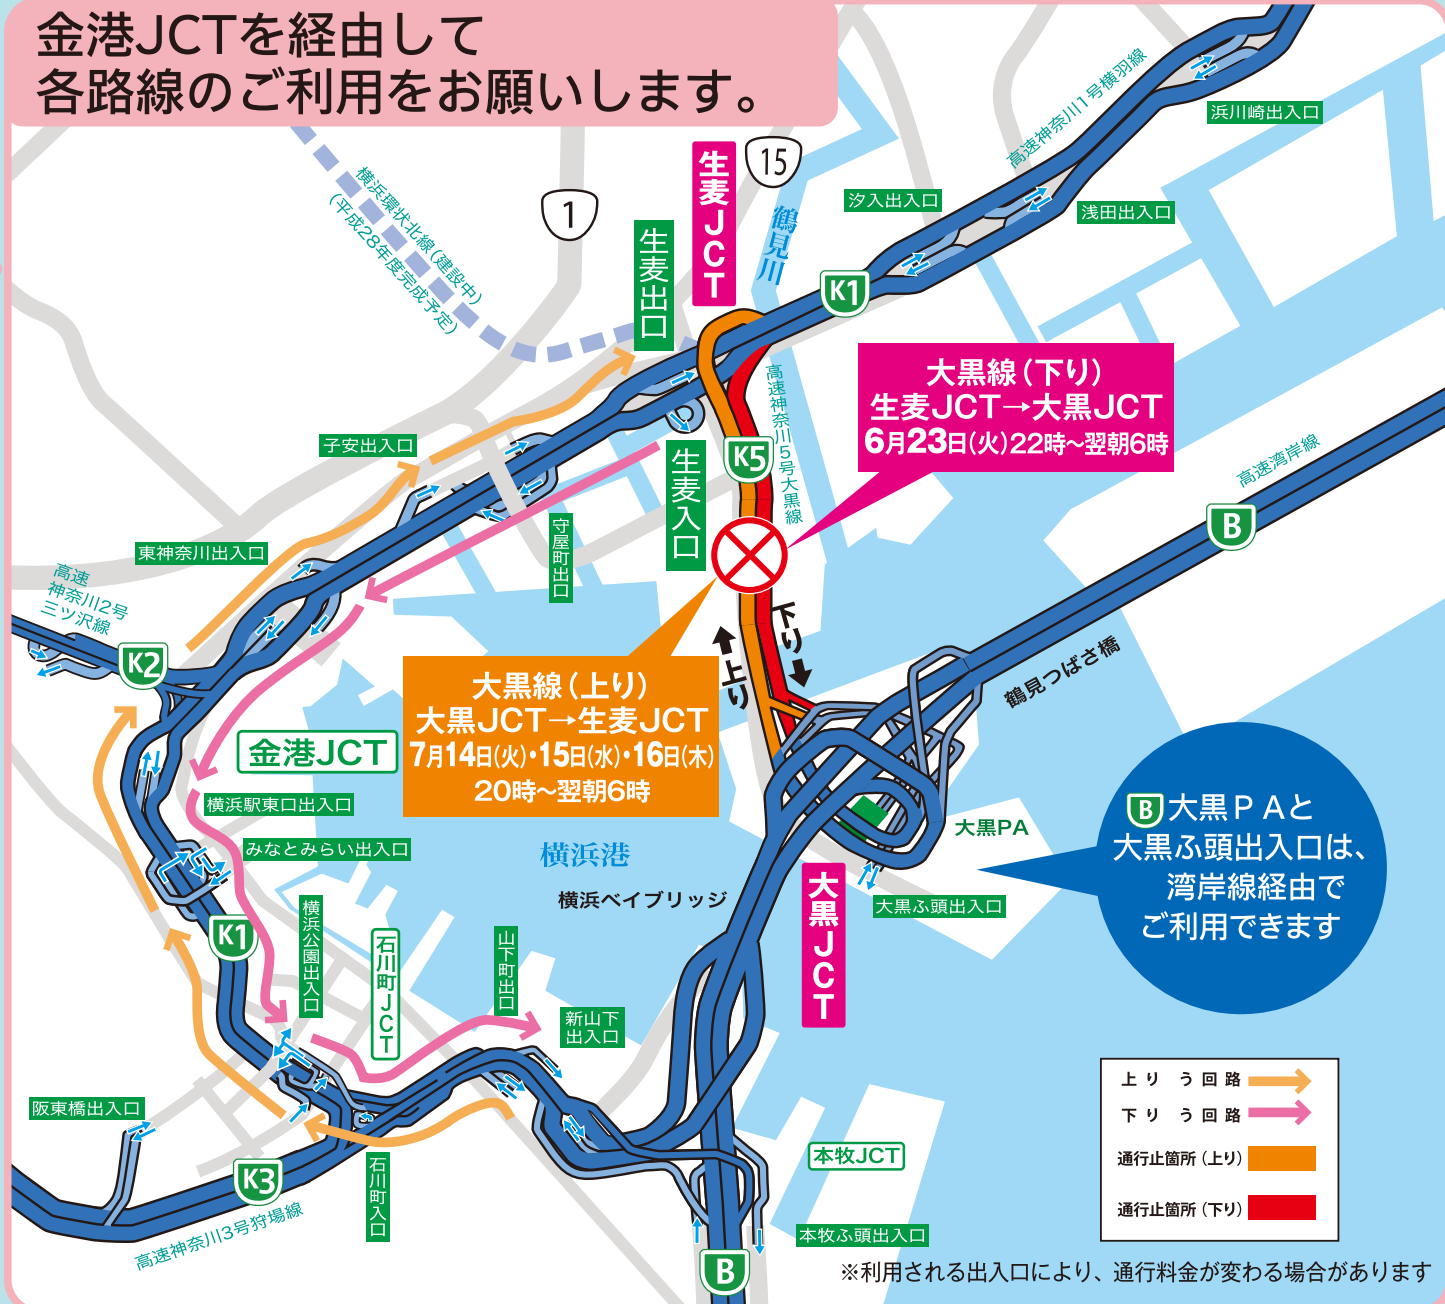 金港JCTを経由して
各路線のご利用をお願いします。
横浜環状北線(建設中)
(平成28年度完成予定)
1
15
生麦JCT
生麦出口
鶴見川
高速神奈川1号横羽線
浜川崎出入口
汐入出入口
浅田出入口
K1
大黒線(下り)
生麦JCT→大黒JCT
6月23日(火)22時~翌朝6時
高速神奈川5号大黒線
K5
高速湾岸線
B
子安出入口
生麦入口
守屋町出口
東神奈川出入口
高速
神奈川2号
三ツ沢線
K2
下り
上り
鶴見つばさ橋
大黒線(上り)
大黒JCT→生麦JCT
7月14日(火)・15日(水)・16日(木)
20時~翌朝6時
金港JCT
横浜駅東口出入口
みなとみらい出入口
横浜港
横浜ベイブリッジ
大黒PA
大黒JCT
大黒ふ頭出入口
B大黒PAと
大黒ふ頭出入口は、
湾岸線経由で
ご利用できます
K1
横浜公園出入口
石川町JCT
山下町出口
新山下
出入口
阪東橋出入口
K3
高速神奈川3号狩場線
石川町入口
本牧JCT
本牧ふ頭出入口
B
上り う回路
下り う回路
通行止箇所(上り)
通行止箇所(下り)
※利用される出入口により、通行料金が変わる場合があります